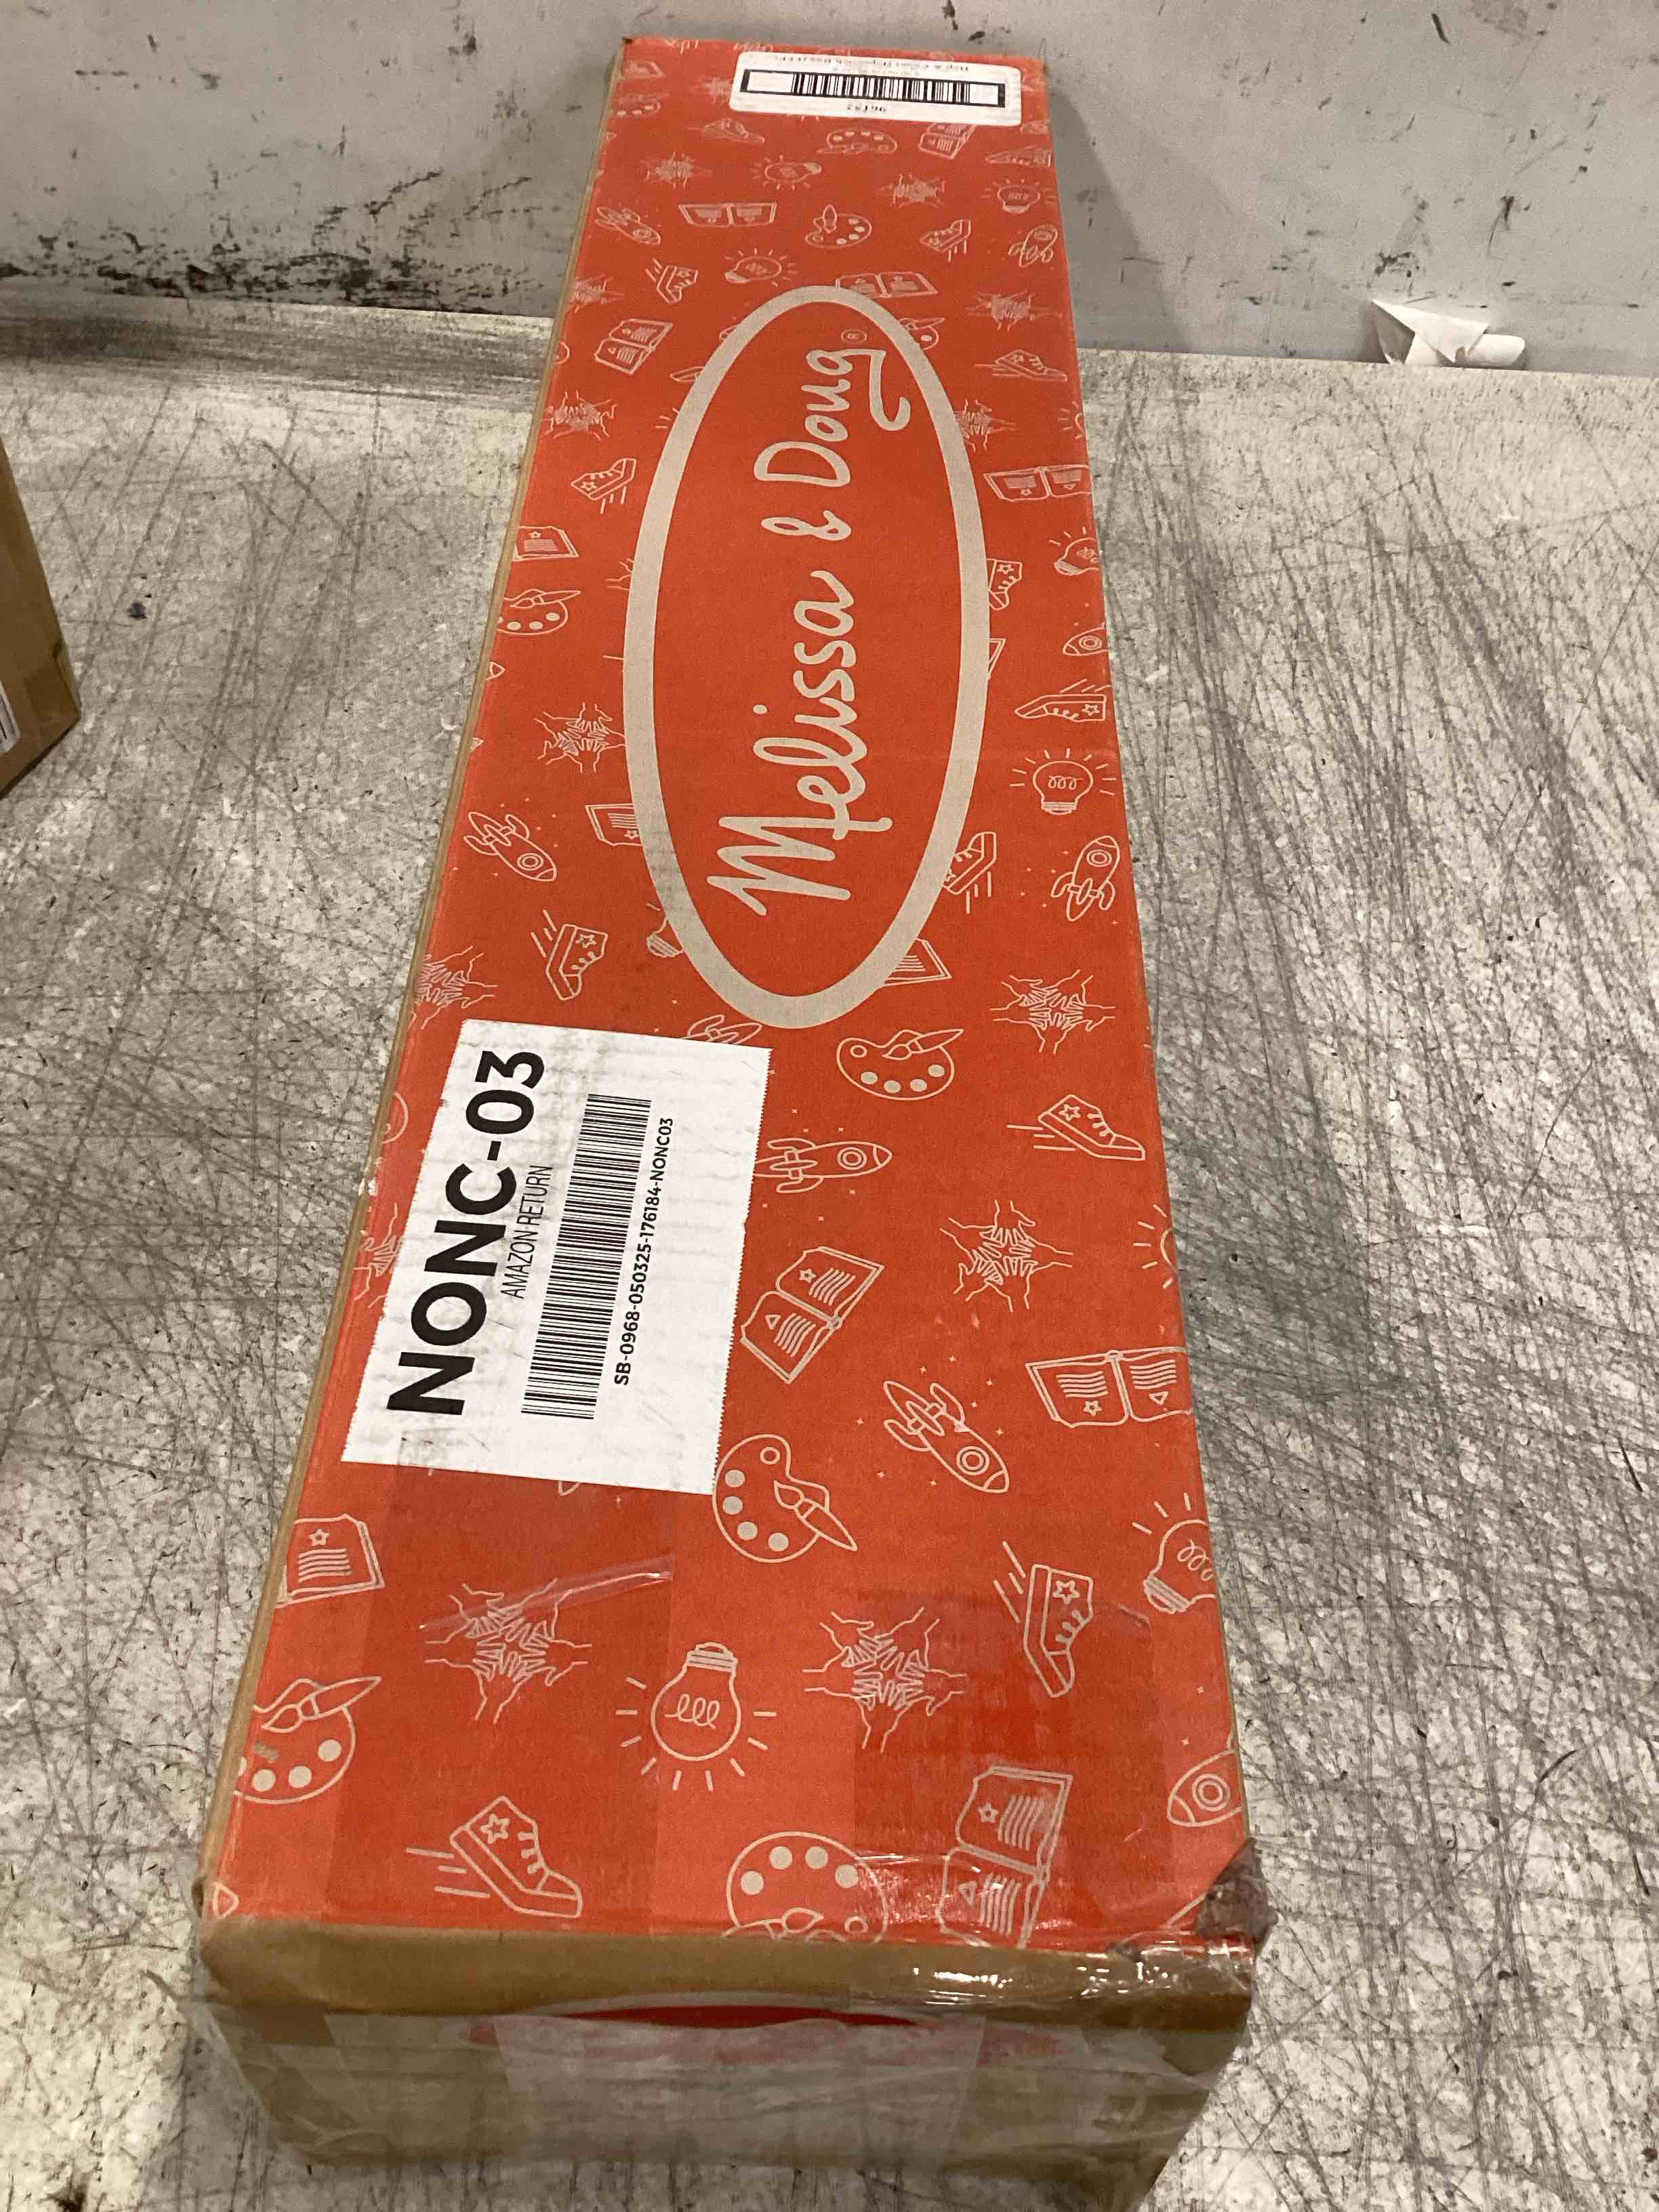 Melissa & Doug®
NONC-03
AMAZON RETURN
SB-0968-050325-176184-NONC03